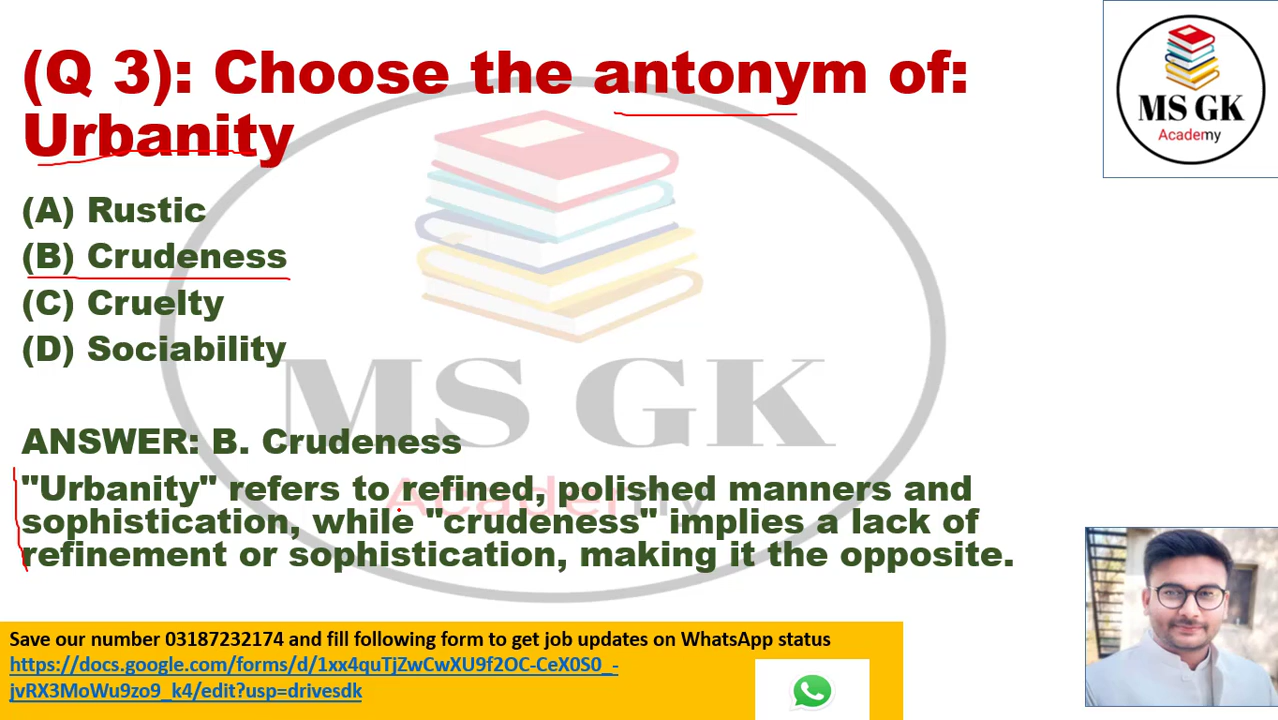 (Q 3): Choose the antonym of:
Urbanity
(A) Rustic
(B) Crudeness
(C) Cruelty
(D) Sociability
ANSWER: B. Crudeness
"Urbanity" refers to refined, polished manners and
sophistication, while "crudeness" implies a lack of
refinement or sophistication, making it the opposite.
MS GK
Academy
MS GK
Academy
Save our number 03187232174 and fill following form to get job updates on WhatsApp status
https://docs.google.com/forms/d/1xx4quTjZwCwXU9f2OC-CeX0S0_-
jvRX3MoWu9zo9_k4/edit?usp=drivesdk